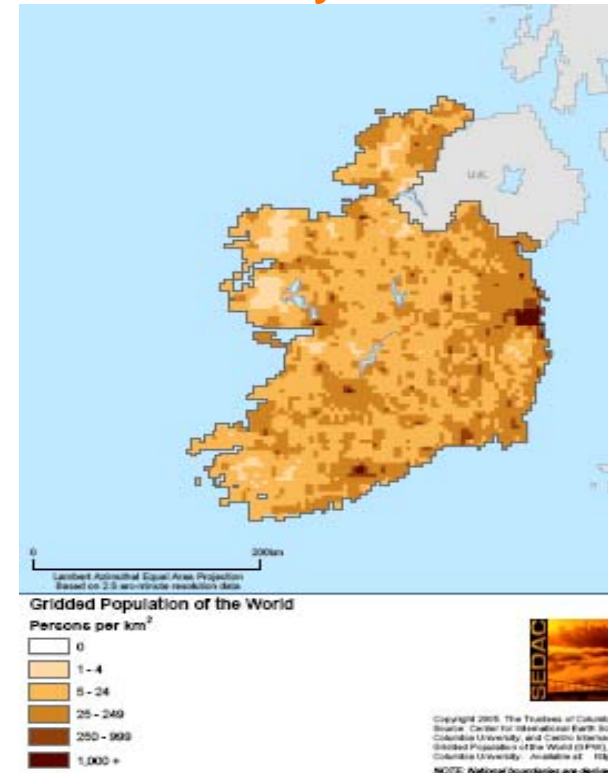 U.K.
0 200km
Lambert Azimuthal Equal Area Projection
Based on 2.5 arc-minute resolution data
Gridded Population of the World
Persons per km²
0
1 - 4
5 - 24
25 - 249
250 - 999
1,000 +
SEDAC
Copyright 2005. The Trustees of Columbia
Source: Center for International Earth
Columbia University; and Centro
Gridded Population of the World (GPW),
Columbia University. Available at:
NOTE: National boundaries are